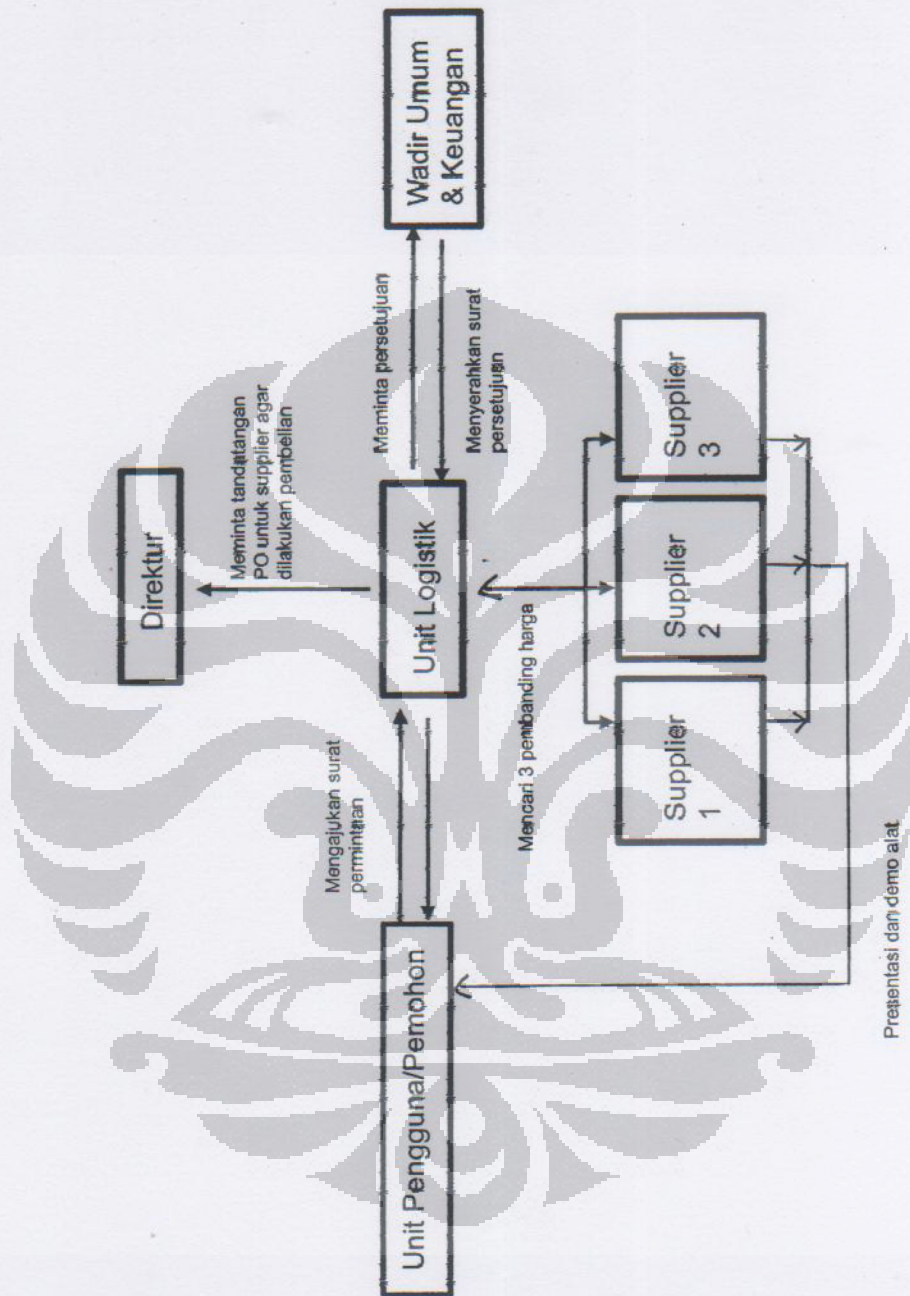 Direktur
Meminta tandatangan
PO untuk supplier agar
dilakukan pembelian
Unit Pengguna/Pemohon
Mengajukan surat
permintaan
Unit Logistik
Meminta persetujuan
Menyerahkan surat
persetujuan
Wadir Umum
& Keuangan
Mencari 3 pembanding harga
Supplier
1
Supplier
2
Supplier
3
Presentasi dan demo alat